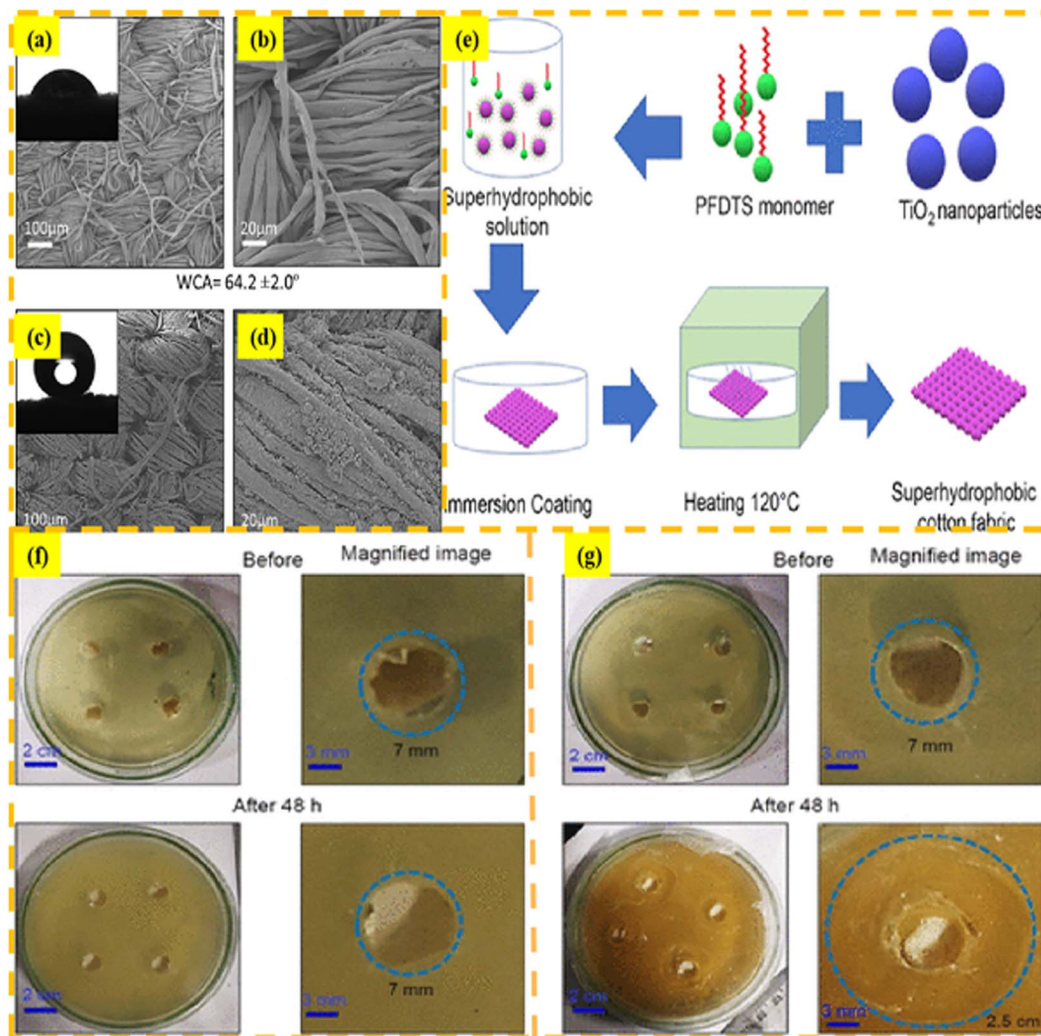 (a)
100µm
(b)
20µm
WCA= 64.2 ±2.0°
(c)
100µm
(d)
20µm
(e)
Superhydrophobic
solution
PFDTS monomer
TiO₂ nanoparticles
Immersion Coating
Heating 120°C
Superhydrophobic
cotton fabric
(f)
Before
Magnified image
2 cm
3 mm
7 mm
After 48 h
2 cm
3 mm
7 mm
(g)
Before
Magnified image
2 cm
3 mm
7 mm
After 48 h
2 cm
3 mm
2.5 cm